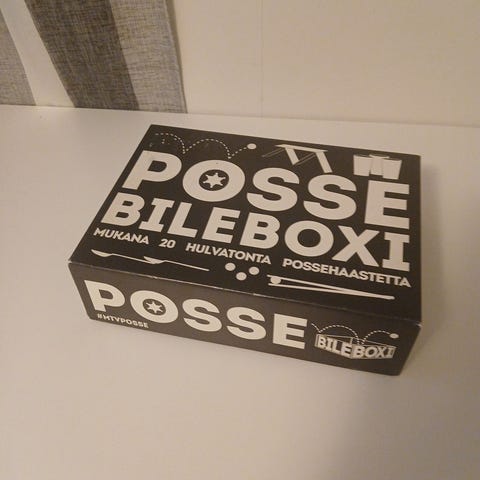 POSSE
BILEBOXI
MUKANA 20 HULVATONTA POSSEHAASTETTA
POSSE
#MTVPOSSE
BILEBOXI